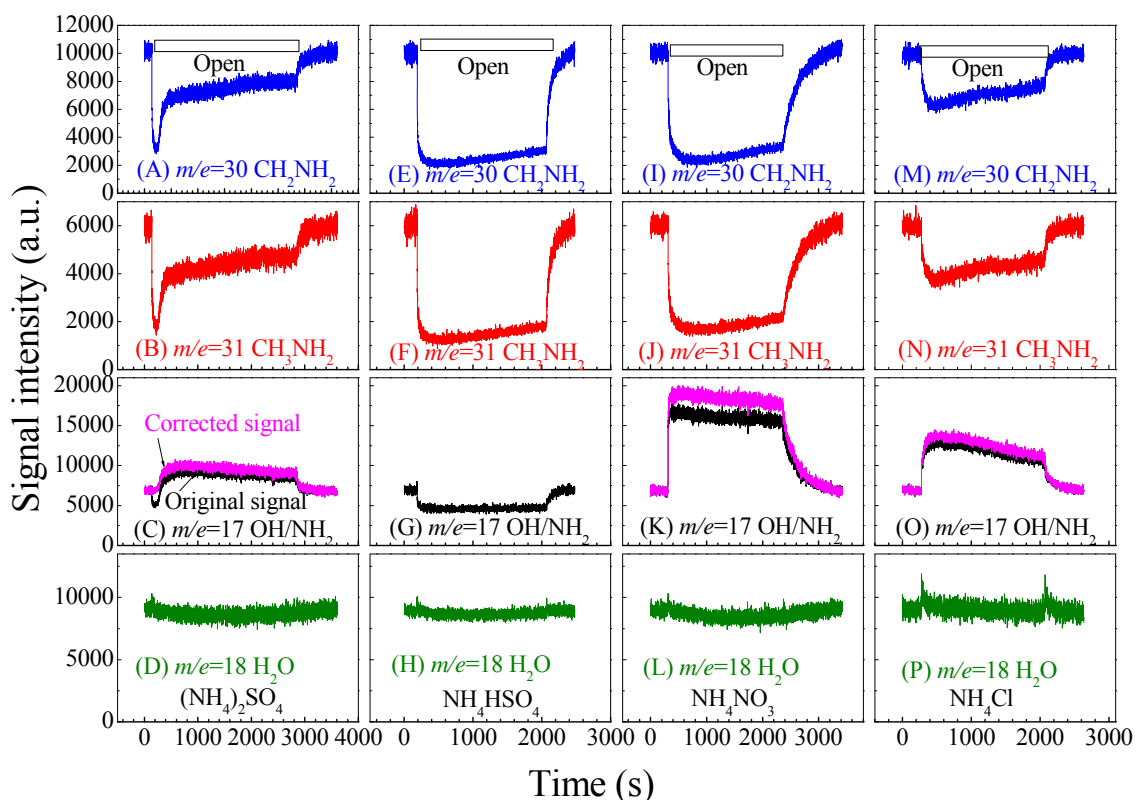 Signal intensity (a.u.)
12000
10000
8000
6000
4000
2000
0
Open
Open
Open
Open
(A) m/e=30 CH₂NH₂
(E) m/e=30 CH₂NH₂
(I) m/e=30 CH₂NH₂
(M) m/e=30 CH₂NH₂
6000
4000
2000
0
(B) m/e=31 CH₃NH₂
(F) m/e=31 CH₃NH₂
(J) m/e=31 CH₃NH₂
(N) m/e=31 CH₃NH₂
20000
15000
10000
5000
0
Corrected signal
Original signal
(C) m/e=17 OH/NH₂
(G) m/e=17 OH/NH₂
(K) m/e=17 OH/NH₂
(O) m/e=17 OH/NH₂
10000
5000
0
(D) m/e=18 H₂O
(H) m/e=18 H₂O
(L) m/e=18 H₂O
(P) m/e=18 H₂O
(NH₄)₂SO₄
NH₄HSO₄
NH₄NO₃
NH₄Cl
0 1000 2000 3000 4000
0 1000 2000 3000
0 1000 2000 3000
0 1000 2000 3000
Time (s)